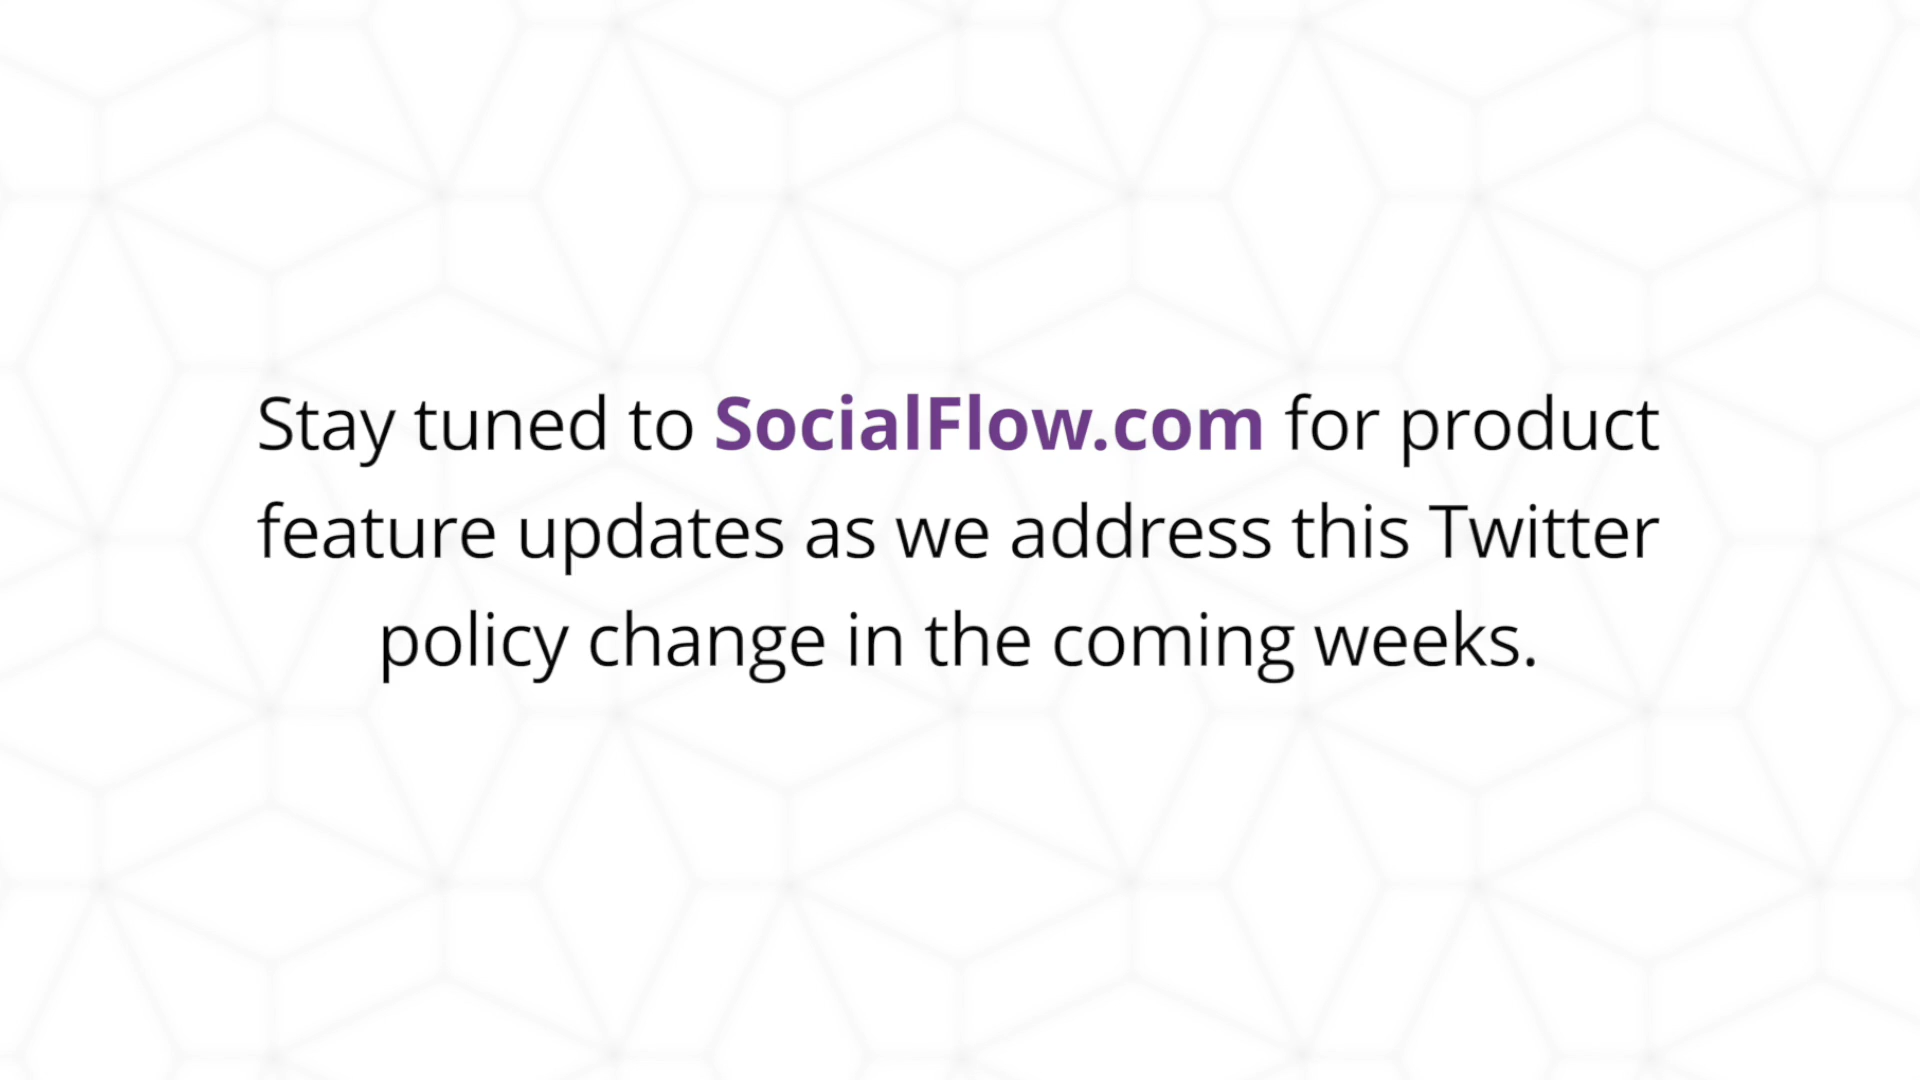 Stay tuned to SocialFlow.com for product
feature updates as we address this Twitter
policy change in the coming weeks.